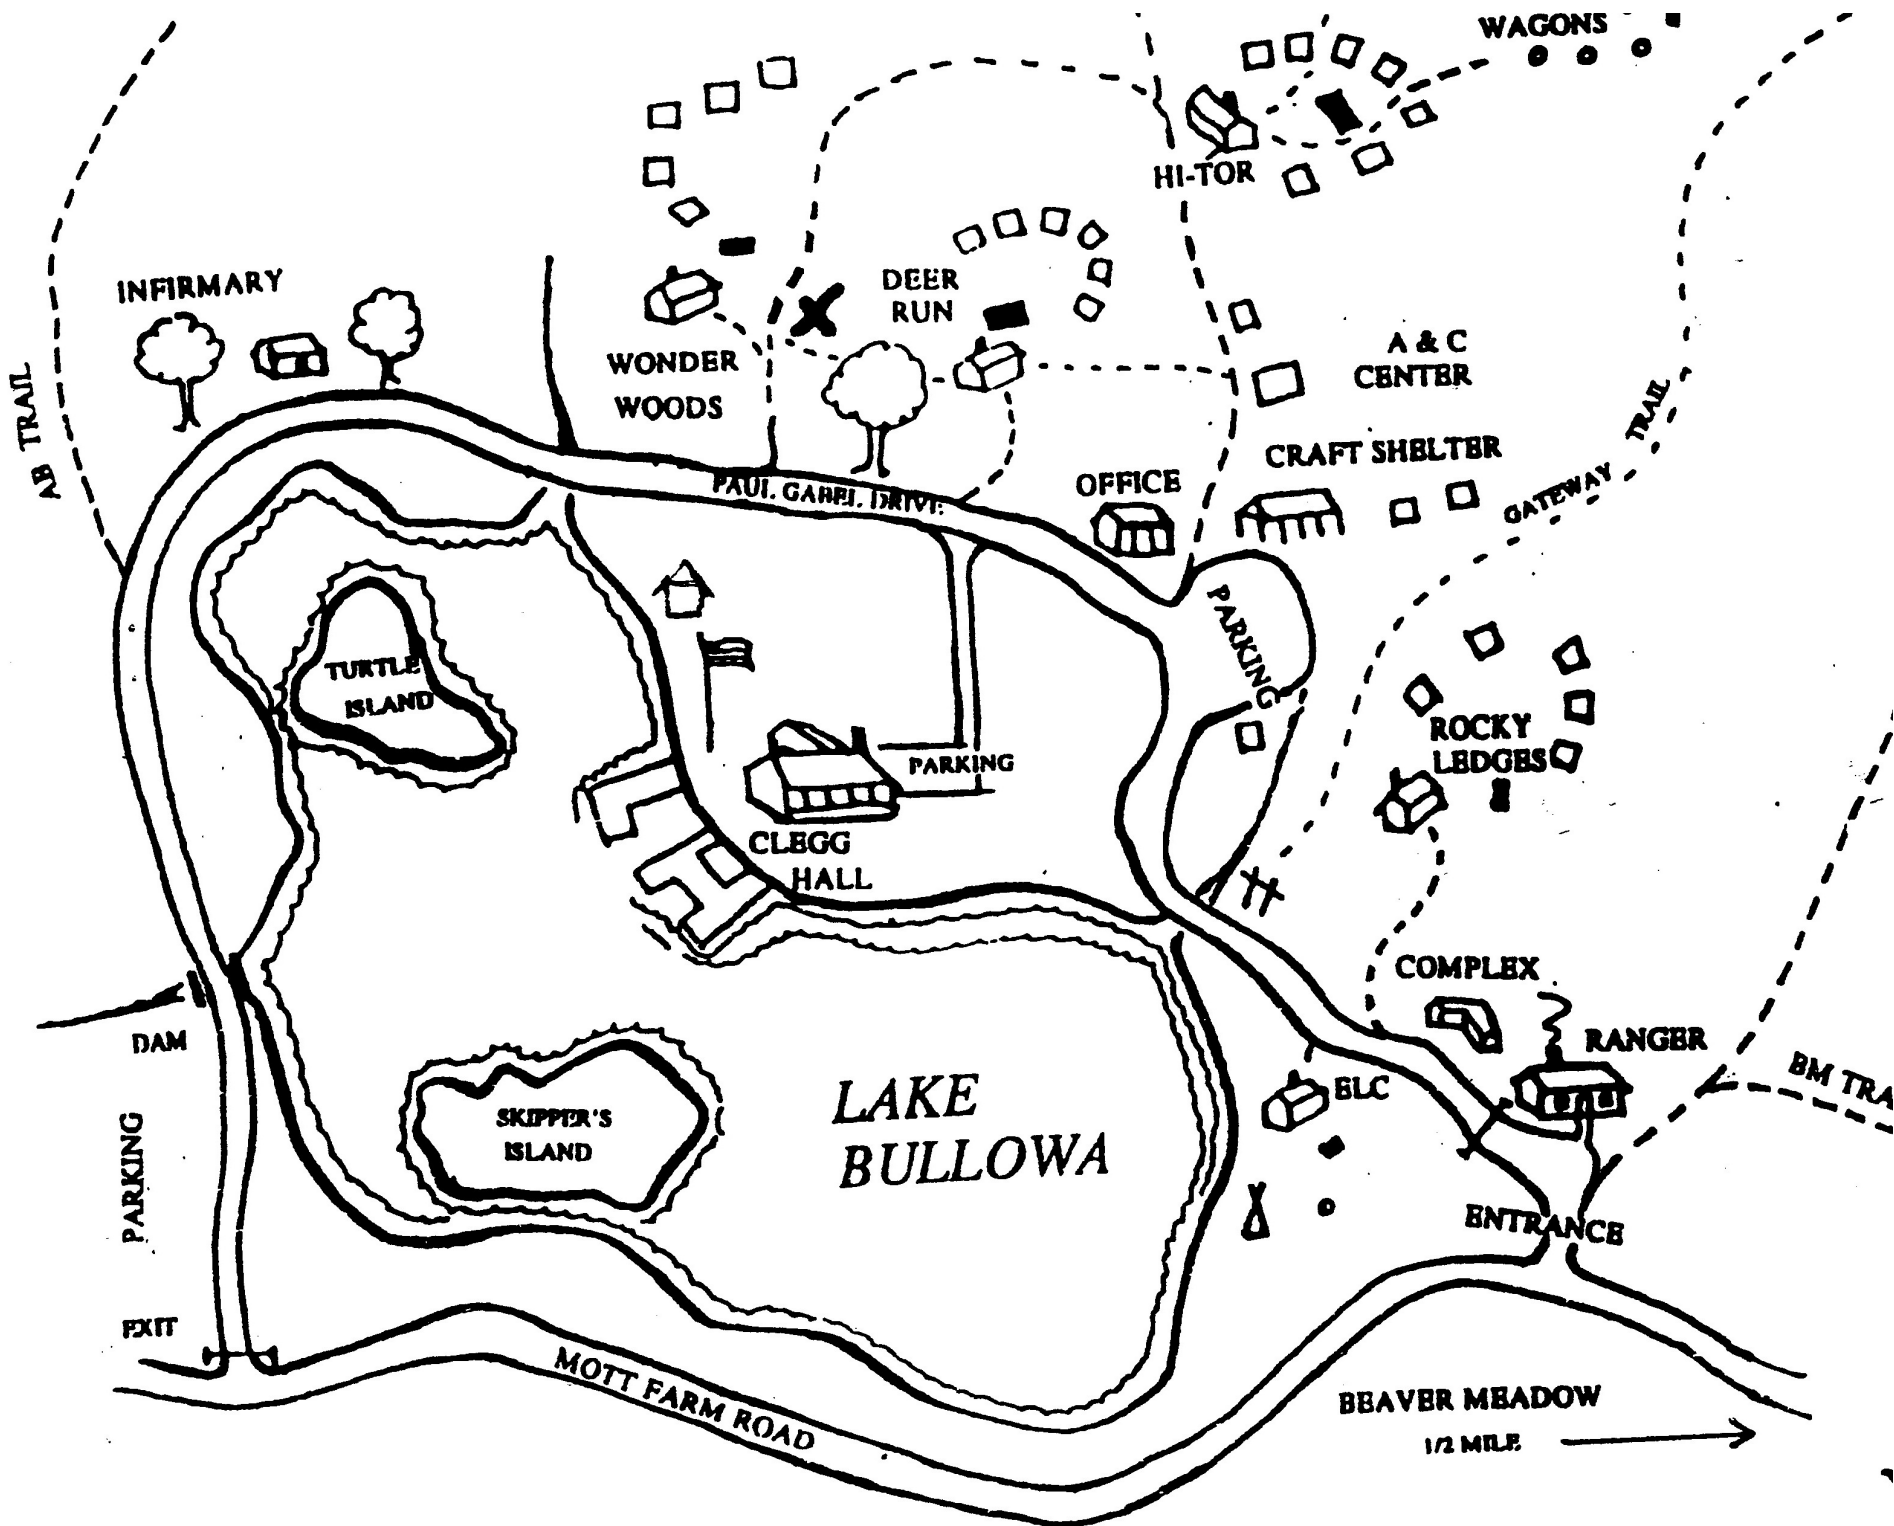 WAGONS
HI-TOR
INFIRMARY
DEER
RUN
WONDER
WOODS
A & C
CENTER
AB TRAIL
TRAIL
GATEWAY
CRAFT SHELTER
OFFICE
PAUL GABEL DRIVE
PARKING
TURTLE
ISLAND
ROCKY
LEDGES
PARKING
CLEGG
HALL
COMPLEX
RANGER
DAM
BM TRA
ELC
LAKE
BULLOWA
SKIPPER'S
ISLAND
PARKING
ENTRANCE
EXIT
MOTT FARM ROAD
BEAVER MEADOW
1/2 MILE